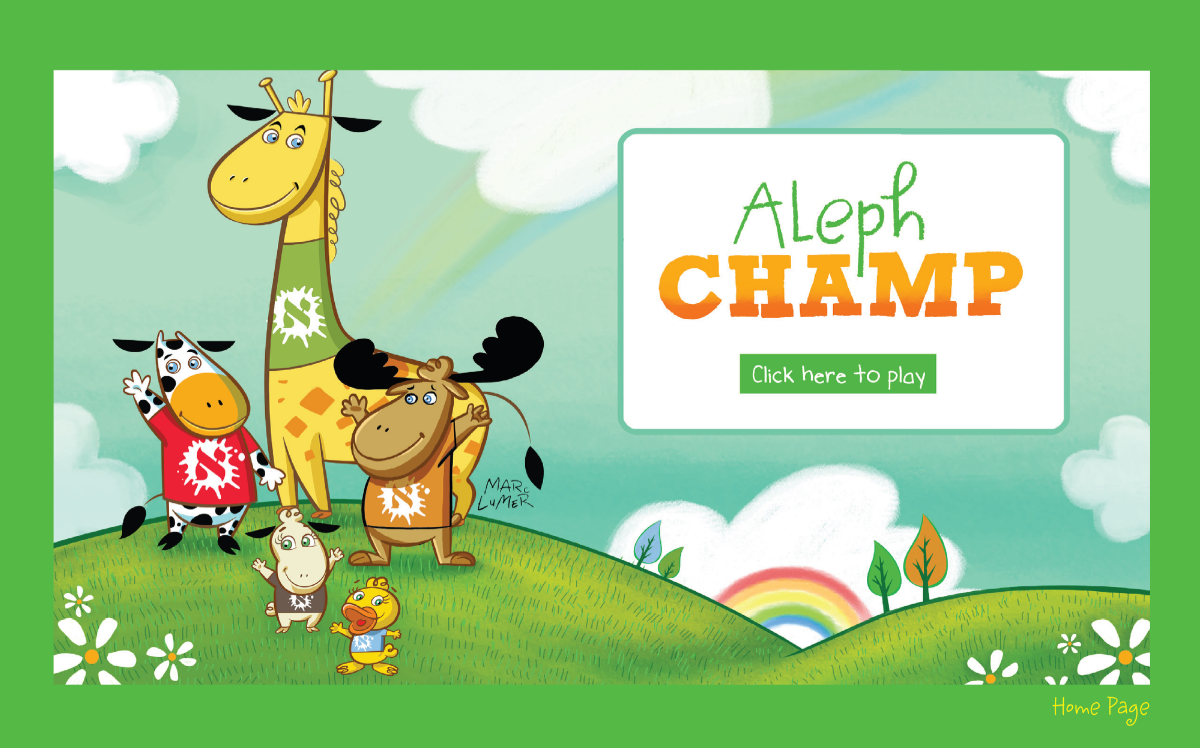 ALeph
CHAMP
Click here to play
א
א
א
א
א
MARC
LUMER
Home Page